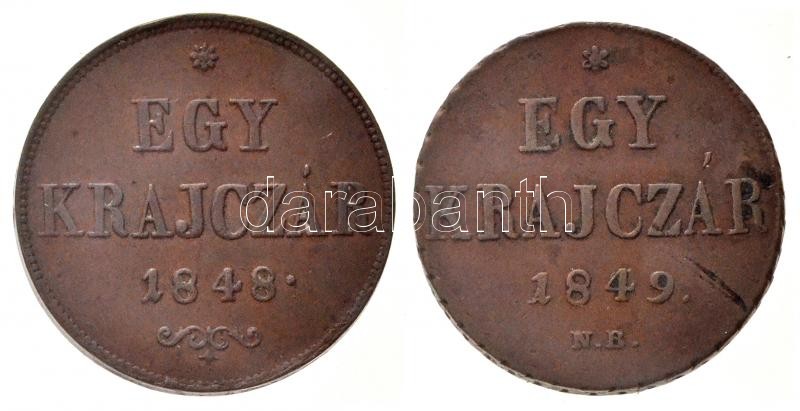 EGY
KRAJCZÁR
1848.
EGY
KRAJCZÁR
1849.
N.B.
darabanth